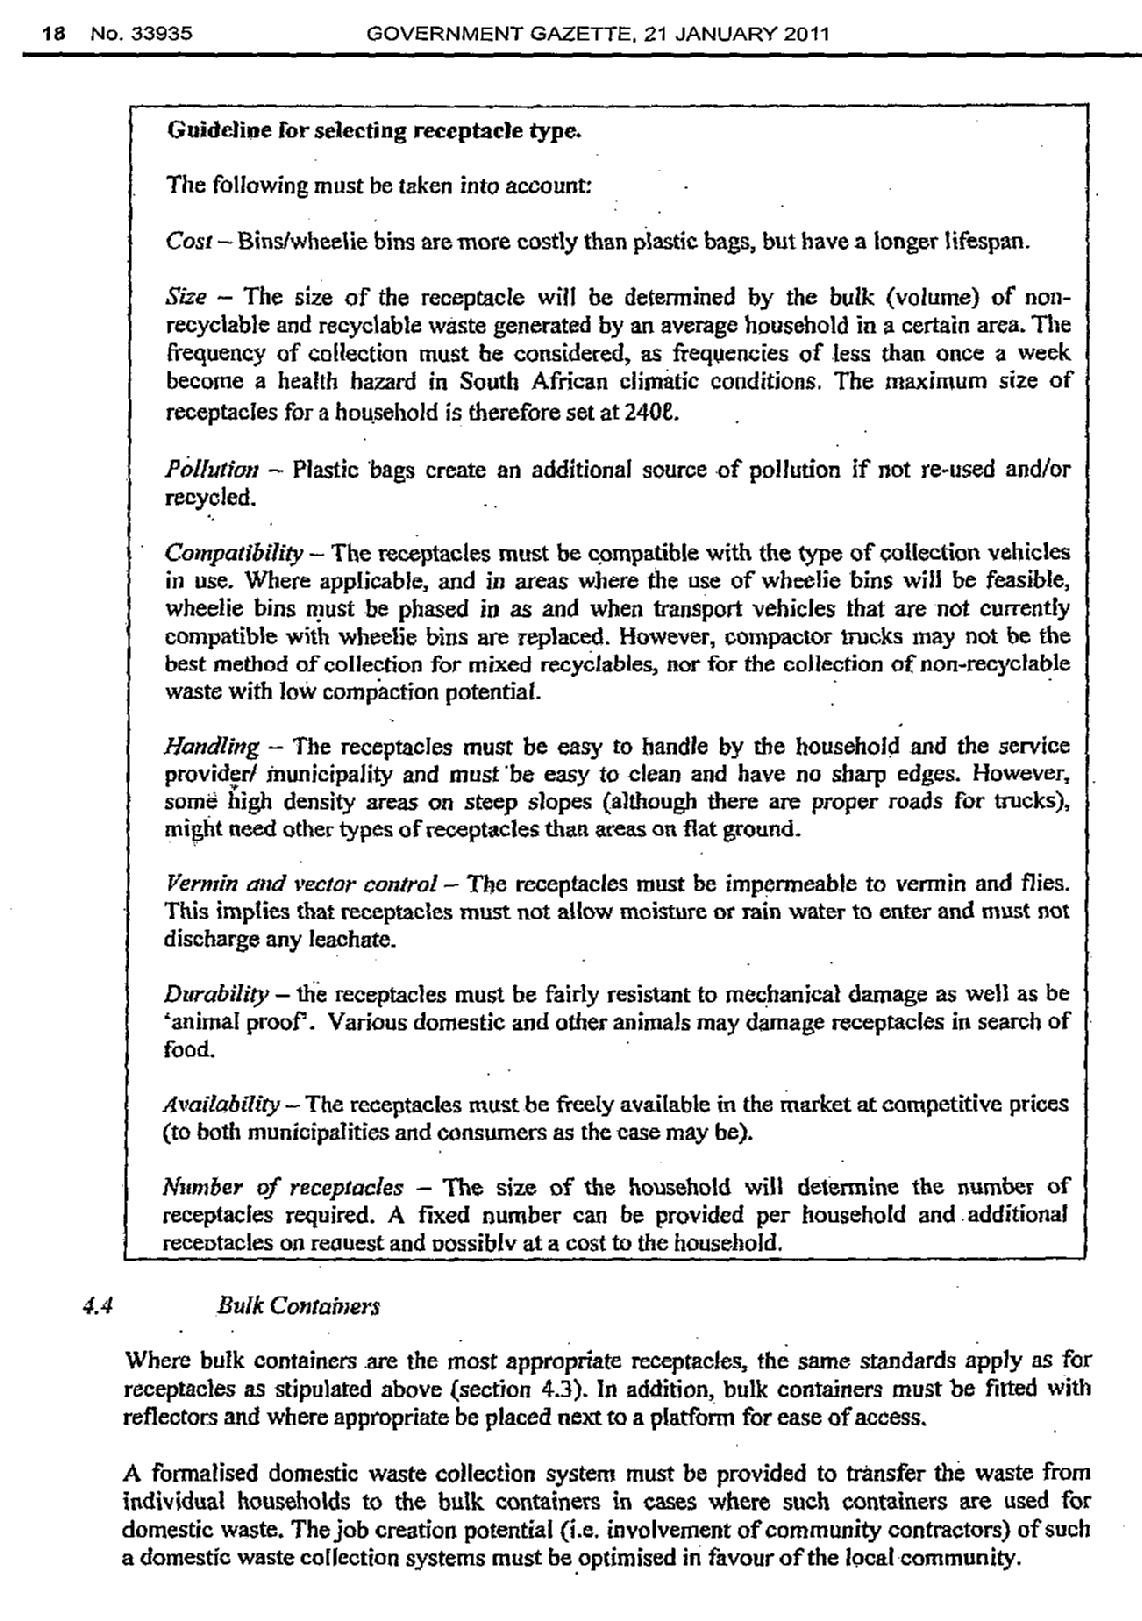 18 No. 33935 GOVERNMENT GAZETTE, 21 JANUARY 2011
Guideline for selecting receptacle type.
The following must be taken into account:
Cost – Bins/wheelie bins are more costly than plastic bags, but have a longer lifespan.
Size – The size of the receptacle will be determined by the bulk (volume) of non-
recyclable and recyclable waste generated by an average household in a certain area. The
frequency of collection must be considered, as frequencies of less than once a week
become a health hazard in South African climatic conditions. The maximum size of
receptacles for a household is therefore set at 240ℓ.
Pollution – Plastic bags create an additional source of pollution if not re-used and/or
recycled.
Compatibility – The receptacles must be compatible with the type of collection vehicles
in use. Where applicable, and in areas where the use of wheelie bins will be feasible,
wheelie bins must be phased in as and when transport vehicles that are not currently
compatible with wheelie bins are replaced. However, compactor trucks may not be the
best method of collection for mixed recyclables, nor for the collection of non-recyclable
waste with low compaction potential.
Handling – The receptacles must be easy to handle by the household and the service
provider/ municipality and must be easy to clean and have no sharp edges. However,
some high density areas on steep slopes (although there are proper roads for trucks),
might need other types of receptacles than areas on flat ground.
Vermin and vector control – The receptacles must be impermeable to vermin and flies.
This implies that receptacles must not allow moisture or rain water to enter and must not
discharge any leachate.
Durability – the receptacles must be fairly resistant to mechanical damage as well as be
‘animal proof’. Various domestic and other animals may damage receptacles in search of
food.
Availability – The receptacles must be freely available in the market at competitive prices
(to both municipalities and consumers as the case may be).
Number of receptacles – The size of the household will determine the number of
receptacles required. A fixed number can be provided per household and additional
receptacles on request and possibly at a cost to the household.
4.4 Bulk Containers
Where bulk containers are the most appropriate receptacles, the same standards apply as for
receptacles as stipulated above (section 4.3). In addition, bulk containers must be fitted with
reflectors and where appropriate be placed next to a platform for ease of access.
A formalised domestic waste collection system must be provided to transfer the waste from
individual households to the bulk containers in cases where such containers are used for
domestic waste. The job creation potential (i.e. involvement of community contractors) of such
a domestic waste collection systems must be optimised in favour of the local community.